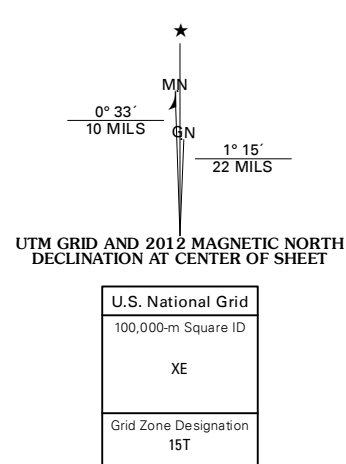 ★
MN
0° 33´
10 MILS
GN
1° 15´
22 MILS
UTM GRID AND 2012 MAGNETIC NORTH
DECLINATION AT CENTER OF SHEET
U.S. National Grid
100,000-m Square ID
XE
Grid Zone Designation
15T